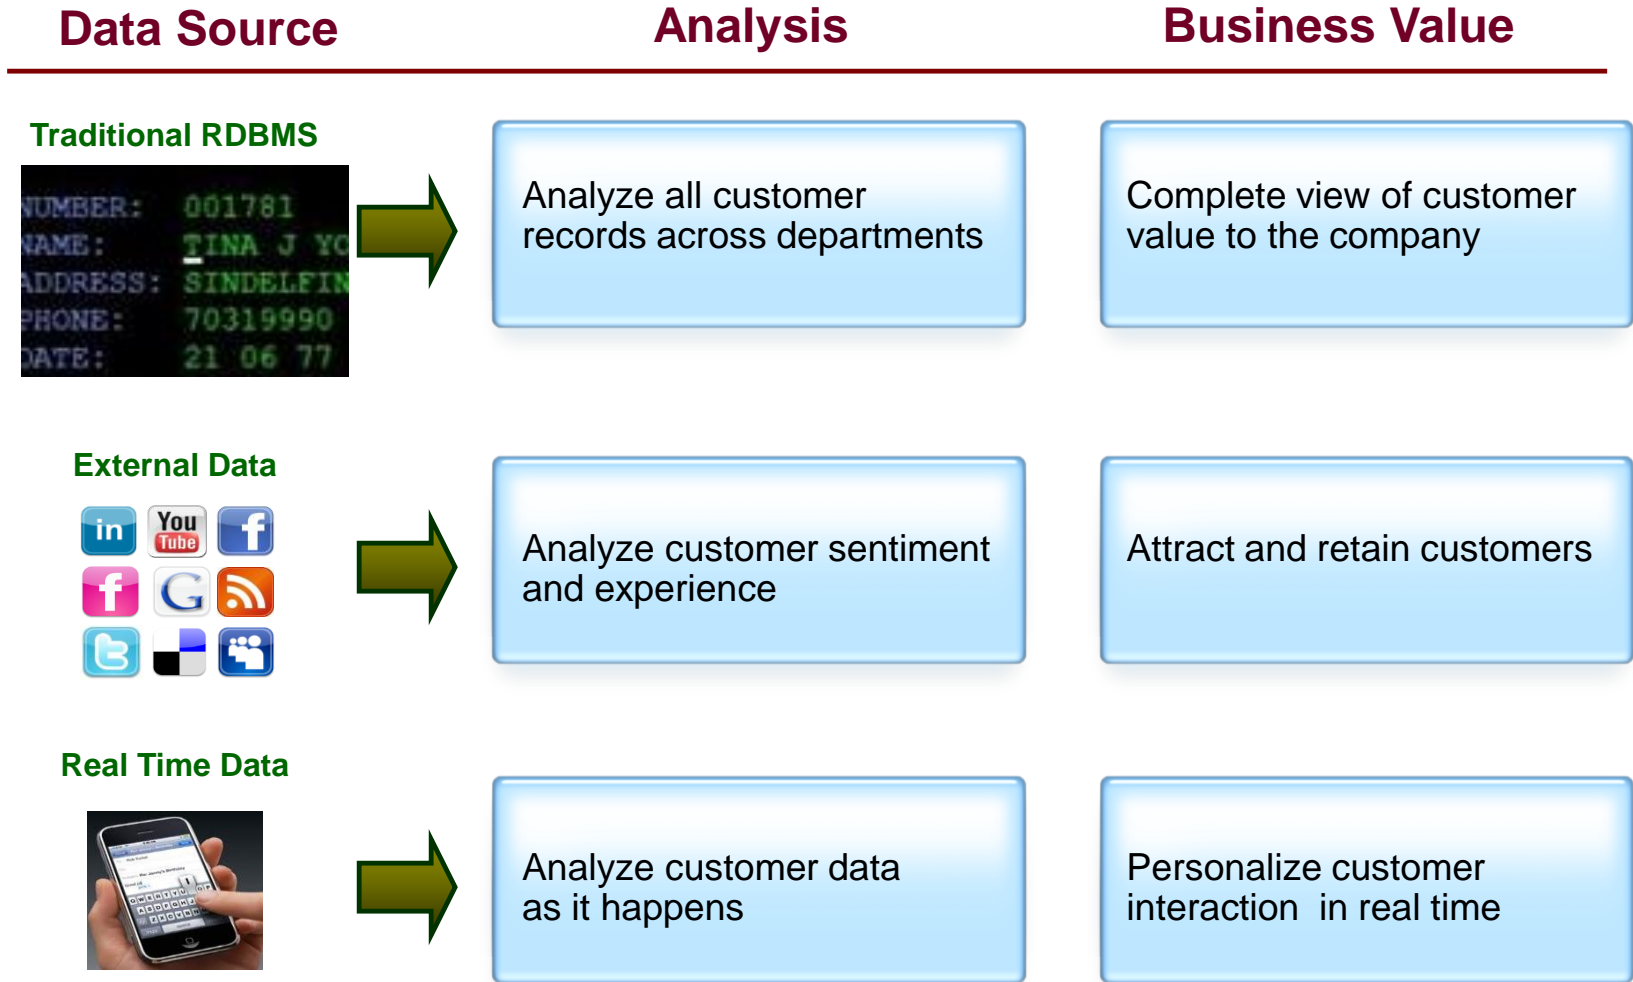 Data Source
Analysis
Business Value
Traditional RDBMS
NUMBER: 001781
NAME: TINA J YO
ADDRESS: SINDELFIN
PHONE: 70319990
DATE: 21 06 77
Analyze all customer
records across departments
Complete view of customer
value to the company
External Data
in
You
Tube
f
f
G
t
Analyze customer sentiment
and experience
Attract and retain customers
Real Time Data
Analyze customer data
as it happens
Personalize customer
interaction in real time